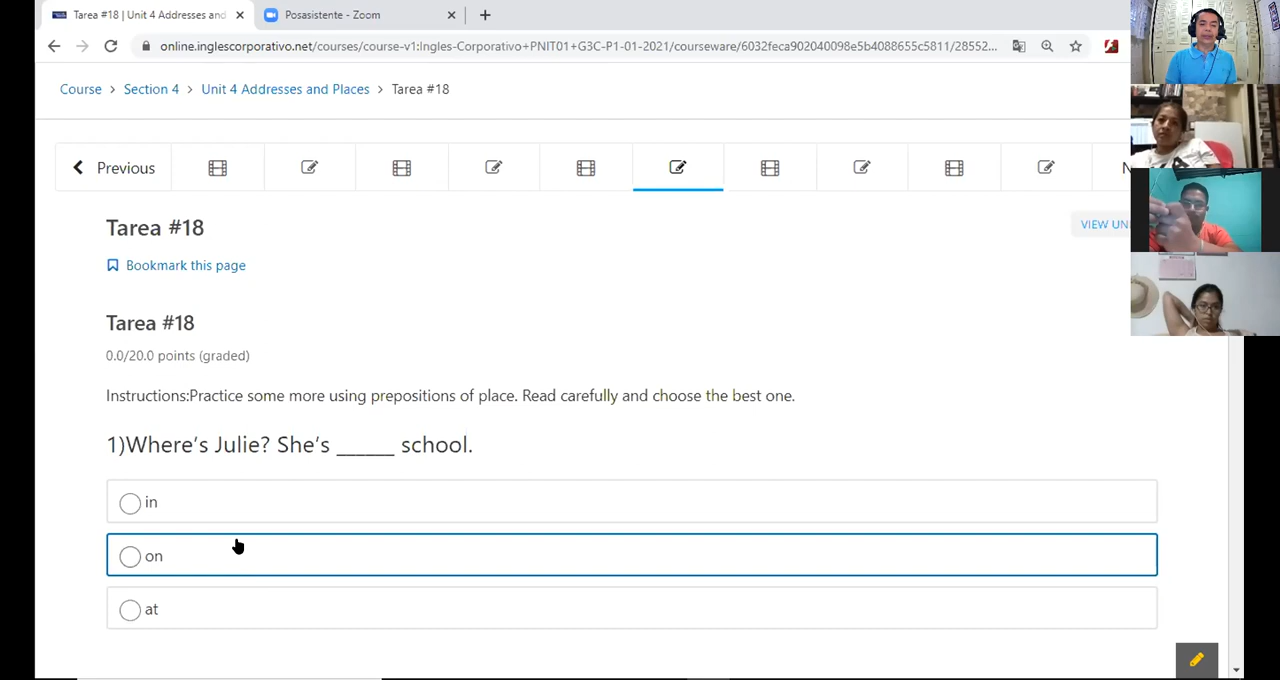 Tarea #18 | Unit 4 Addresses and
Posasistente - Zoom
online.inglescorporativo.net/courses/course-v1:Ingles-Corporativo+PNIT01+G3C-P1-01-2021/courseware/6032feca902040098e5b4088655c5811/28552...
Course > Section 4 > Unit 4 Addresses and Places > Tarea #18
Previous
Tarea #18
VIEW UN
Bookmark this page
Tarea #18
0.0/20.0 points (graded)
Instructions:Practice some more using prepositions of place. Read carefully and choose the best one.
1)Where's Julie? She's ______ school.
in
on
at